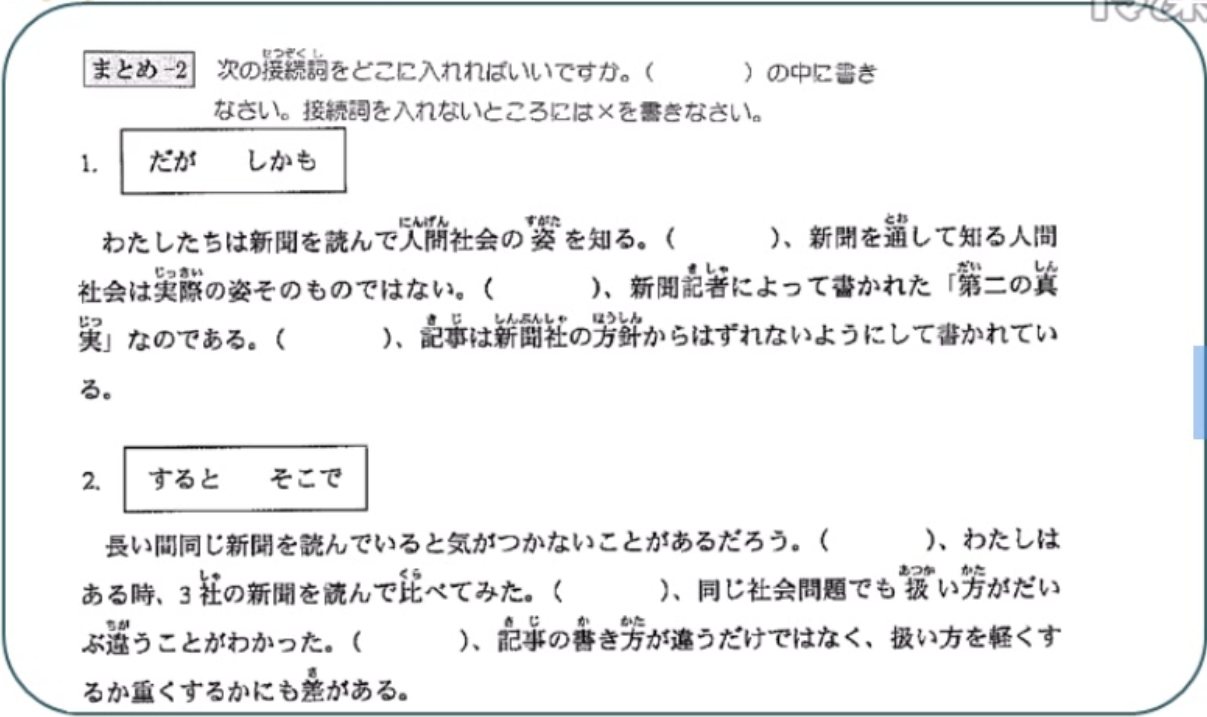 まとめ-2 次の接続詞をどこに入れればいいですか。( )の中に書き
なさい。接続詞を入れないところには×を書きなさい。
1. だが しかも
わたしたちは新聞を読んで人間社会の姿を知る。( )、新聞を通して知る人間
社会は実際の姿そのものではない。( )、新聞記者によって書かれた「第二の真
実」なのである。( )、記事は新聞社の方針からはずれないようにして書かれてい
る。
2. すると そこで
長い間同じ新聞を読んでいると気がつかないことがあるだろう。( )、わたしは
ある時、3社の新聞を読んで比べてみた。( )、同じ社会問題でも扱い方がだい
ぶ違うことがわかった。( )、記事の書き方が違うだけではなく、扱い方を軽くす
るか重くするかにも差がある。